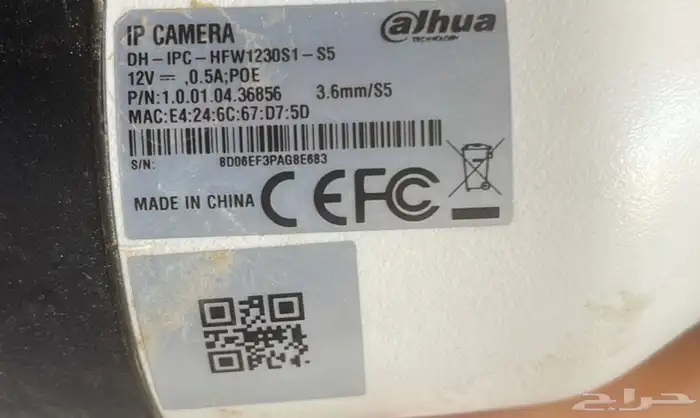 IP CAMERA
alhua
TECHNOLOGY
DH-IPC-HFW1230S1-S5
12V ⎓ ,0.5A;POE
P/N:1.0.01.04.36856 3.6mm/S5
MAC:E4:24:6C:67:D7:5D
S/N: 8D06EF3PAG8E683
MADE IN CHINA CE FC
حراج